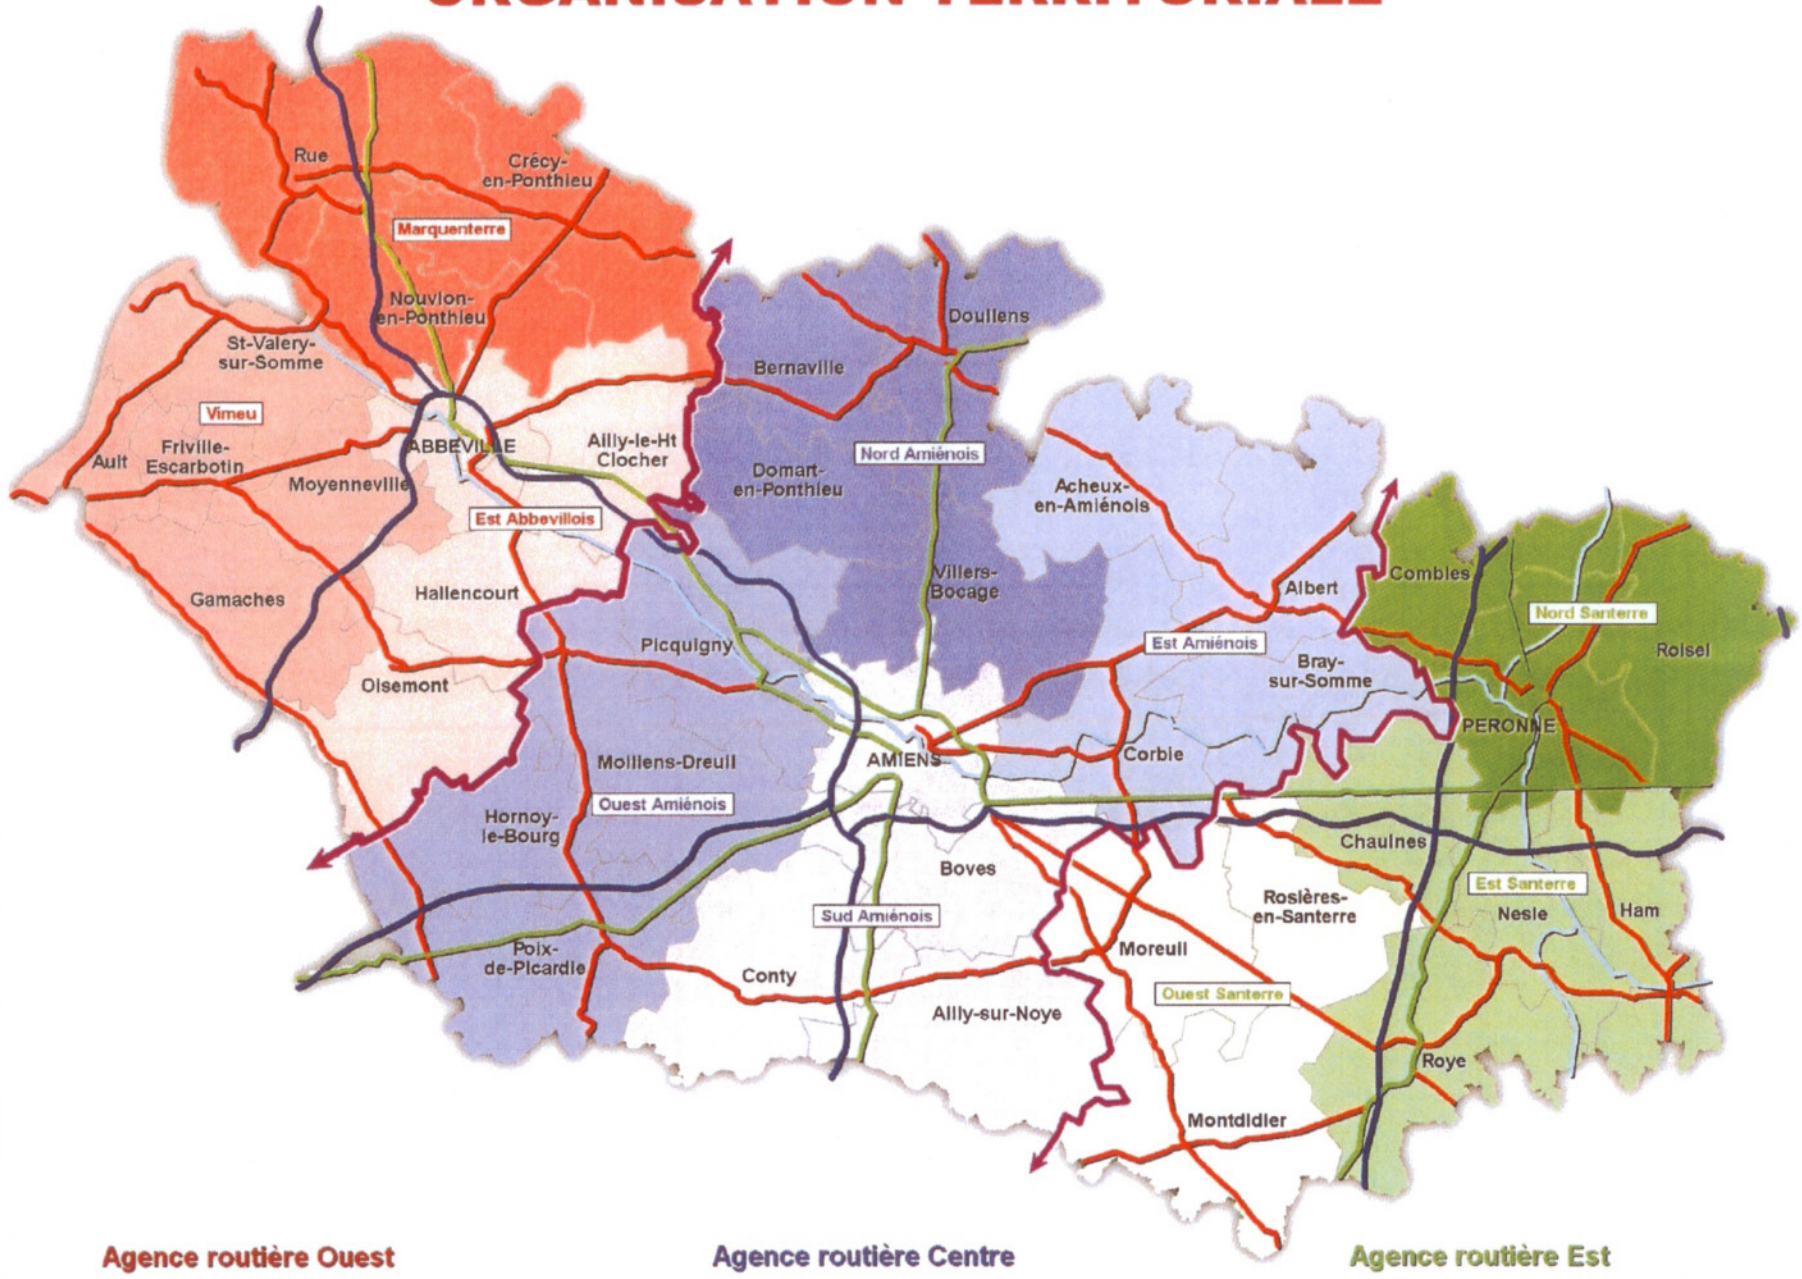 ORGANISATION TERRITORIALE
Rue
Crécy-
en-Ponthieu
Marquenterre
Nouvion-
en-Ponthieu
St-Valery-
sur-Somme
Vimeu
Ault
Friville-
Escarbotin
Moyenneville
ABBEVILLE
Ailly-le-Ht
Clocher
Est Abbevillois
Gamaches
Hallencourt
Oisemont
Doullens
Bernaville
Nord Amiénois
Domart-
en-Ponthieu
Villers-
Bocage
Acheux-
en-Amiénois
Albert
Est Amiénois
Bray-
sur-Somme
Corbie
Picquigny
AMIENS
Molliens-Dreuil
Ouest Amiénois
Hornoy-
le-Bourg
Poix-
de-Picardie
Boves
Sud Amiénois
Conty
Ailly-sur-Noye
Combles
Nord Santerre
Roisel
PERONNE
Chaulnes
Est Santerre
Nesle
Ham
Rosières-
en-Santerre
Moreuil
Ouest Santerre
Roye
Montdidier
Agence routière Ouest
Agence routière Centre
Agence routière Est